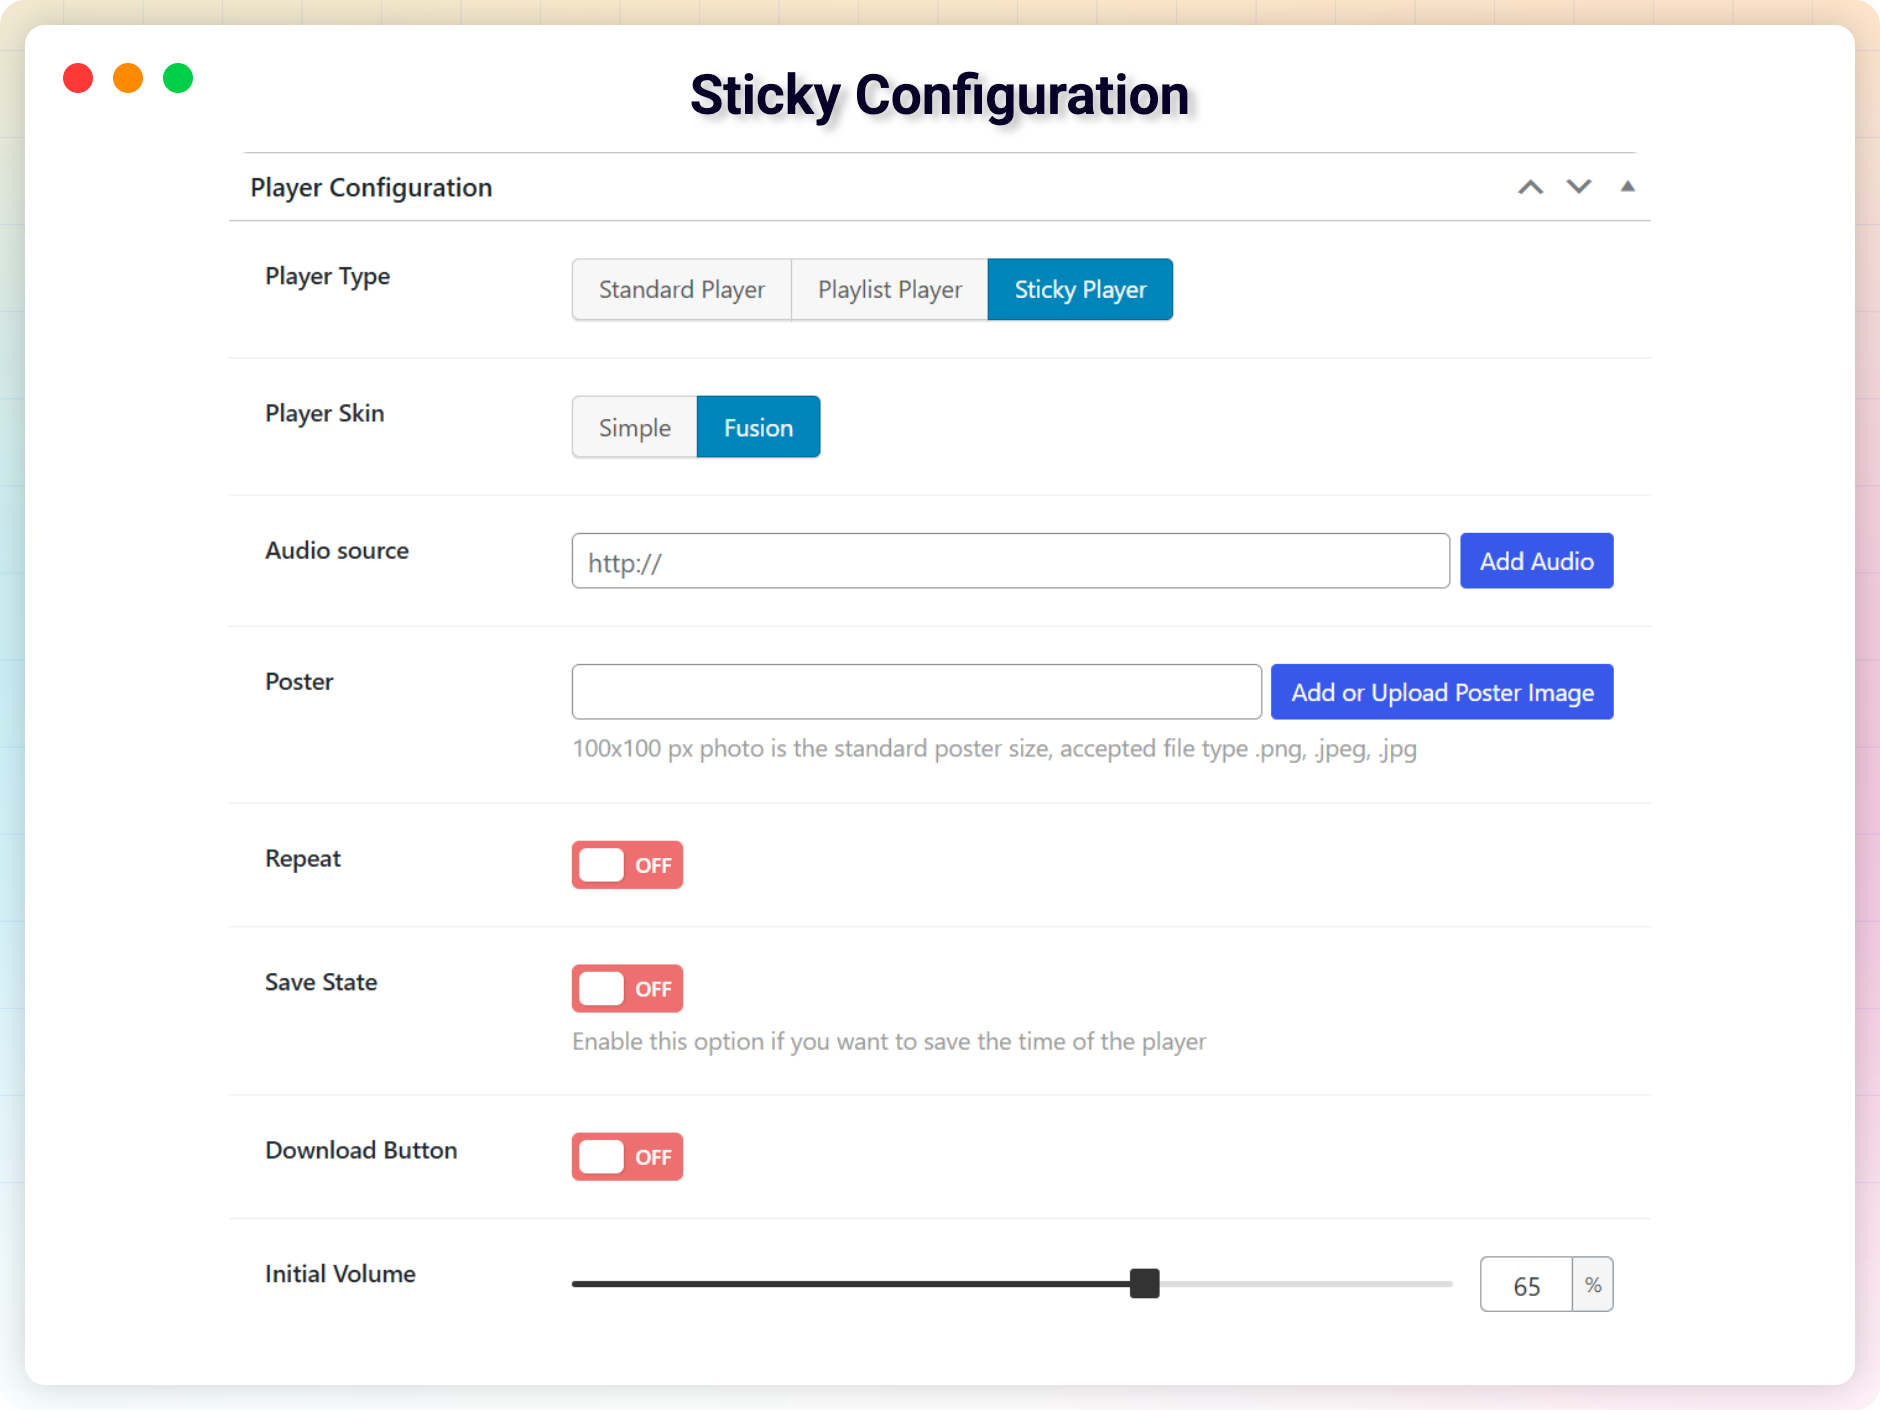 Sticky Configuration
Player Configuration
Player Type
Standard Player Playlist Player Sticky Player
Player Skin
Simple Fusion
Audio source
http:// Add Audio
Poster
Add or Upload Poster Image
100x100 px photo is the standard poster size, accepted file type .png, .jpeg, .jpg
Repeat
OFF
Save State
OFF
Enable this option if you want to save the time of the player
Download Button
OFF
Initial Volume
65 %